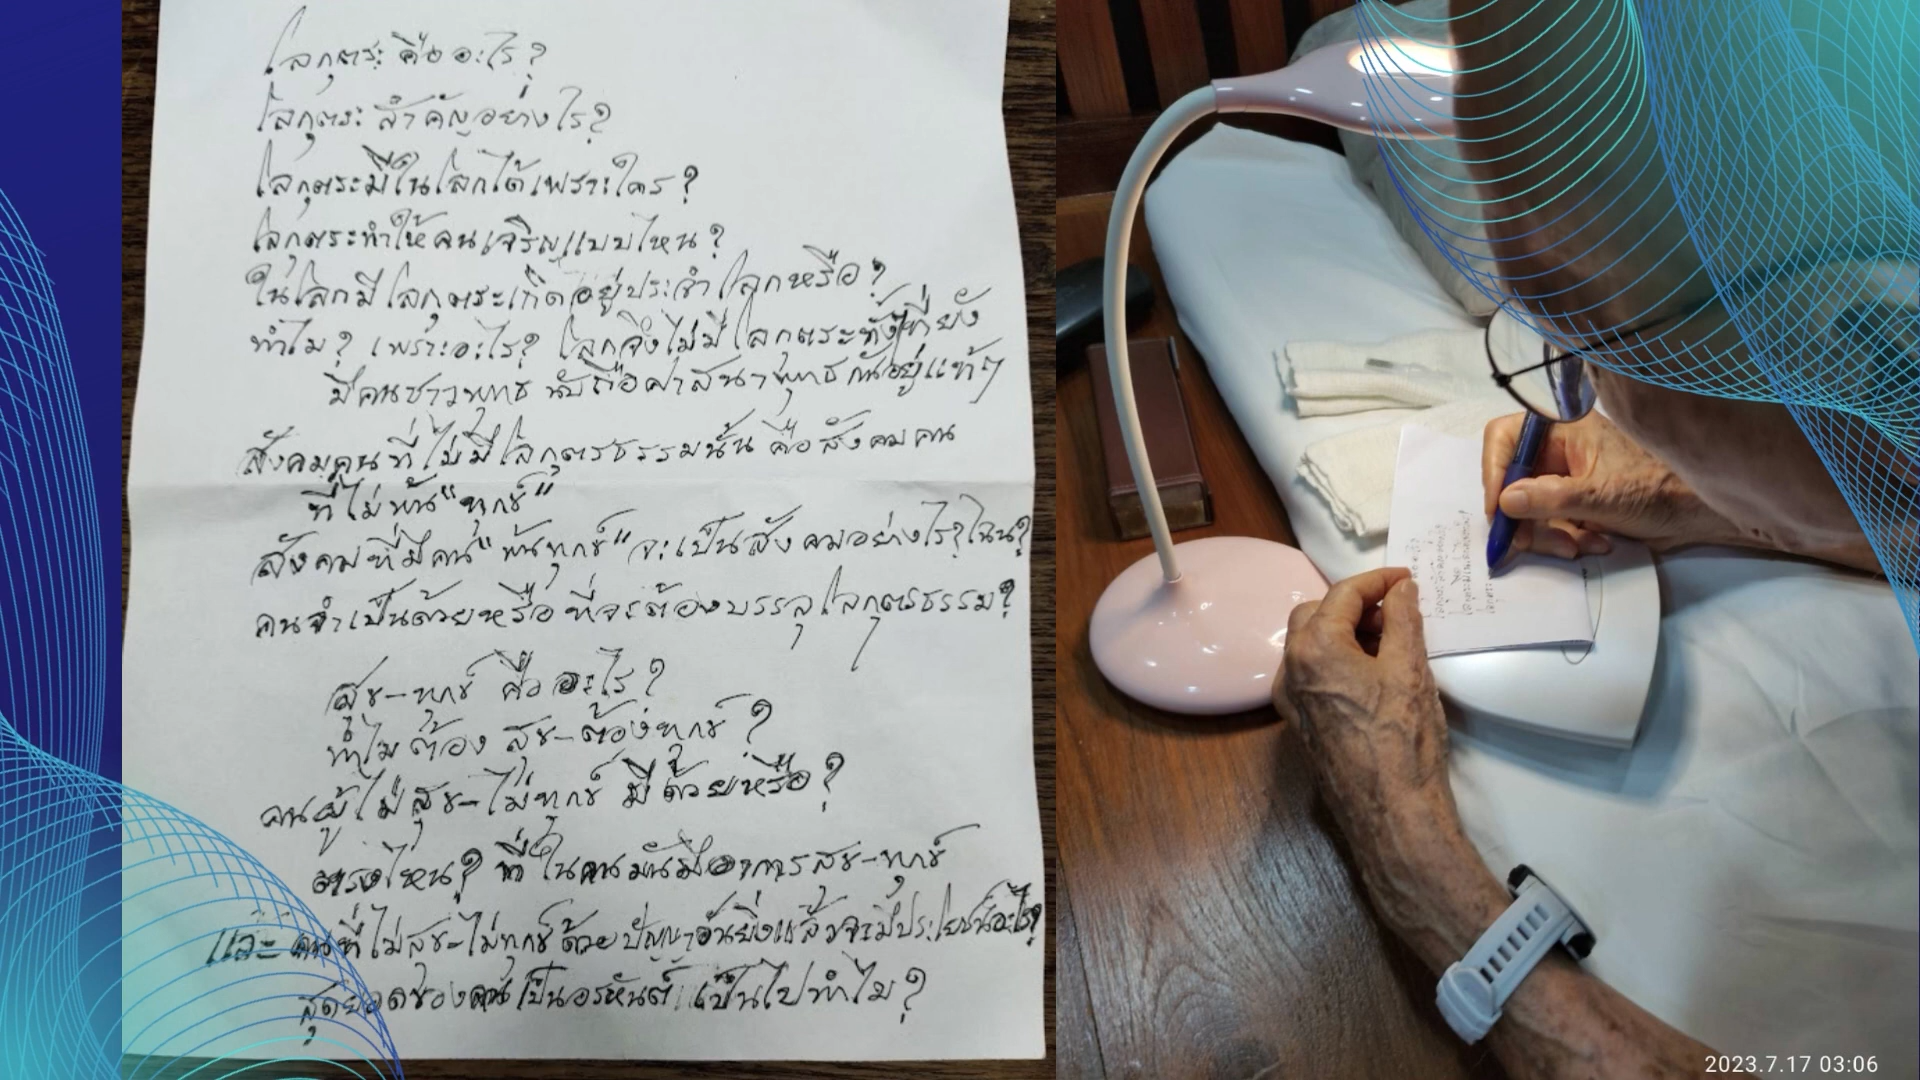 โลกุตระ คืออะไร?
โลกุตระ สำคัญอย่างไร?
โลกุตระมีในโลกได้เพราะใคร?
โลกุตระทำให้คนเจริญแบบไหน?
ในโลกมีโลกุตระเกิดอยู่ประจำโลกหรือ?
ทำไม? เพราะอะไร? โลกจึงไม่มีโลกุตระทั้งที่ยัง
มีคนชาวพุทธ นับถือศาสนาพุทธกันอยู่แท้ๆ
สังคมคนที่ไม่มีโลกุตรธรรมนั้น คือสังคมคน
ที่ไม่พ้น"ทุกข์"
สังคมที่มีคน"พ้นทุกข์"จะเป็นสังคมอย่างไร?ไฉน?
คนจำเป็นด้วยหรือ ที่จะต้องบรรลุโลกุตรธรรม?
สุข-ทุกข์ คืออะไร?
ทำไมต้อง สุข-ต้องทุกข์?
คนผู้ไม่สุข-ไม่ทุกข์ มีด้วยหรือ?
ตรงไหน? ที่ในคนมันมีอาการสุข-ทุกข์
และ คนที่ไม่สุข-ไม่ทุกข์ด้วยปัญญาอันยิ่งแล้วจะมีประโยชน์อะไร?
สุดยอดของคนเป็นอรหันต์ เป็นไปทำไม?
2023.7.17 03:06